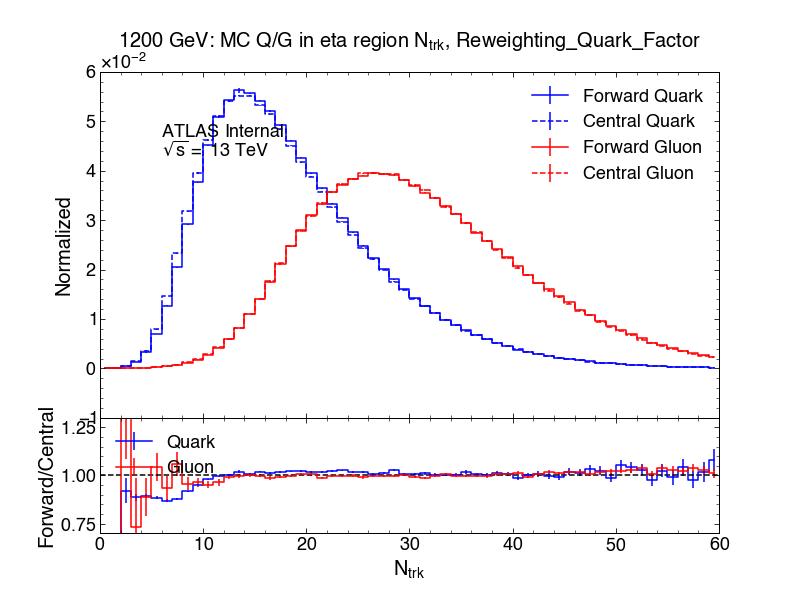 1200 GeV: MC Q/G in eta region N_trk, Reweighting_Quark_Factor
×10⁻²
6
5
4
3
2
1
0
−1
Normalized
ATLAS Internal
√s = 13 TeV
Forward Quark
Central Quark
Forward Gluon
Central Gluon
1.25
1.00
0.75
Forward/Central
Quark
Gluon
0 10 20 30 40 50 60
N_trk